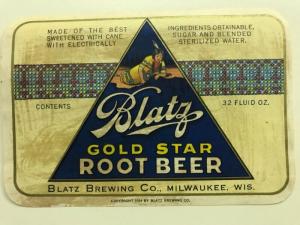 MADE OF THE BEST INGREDIENTS OBTAINABLE,
SWEETENED WITH CANE SUGAR AND BLENDED
WITH ELECTRICALLY STERILIZED WATER.
CONTENTS 32 FLUID OZ.
Blatz
GOLD STAR
ROOT BEER
BLATZ BREWING CO., MILWAUKEE, WIS.
COPYRIGHT BY BLATZ BREWING CO.